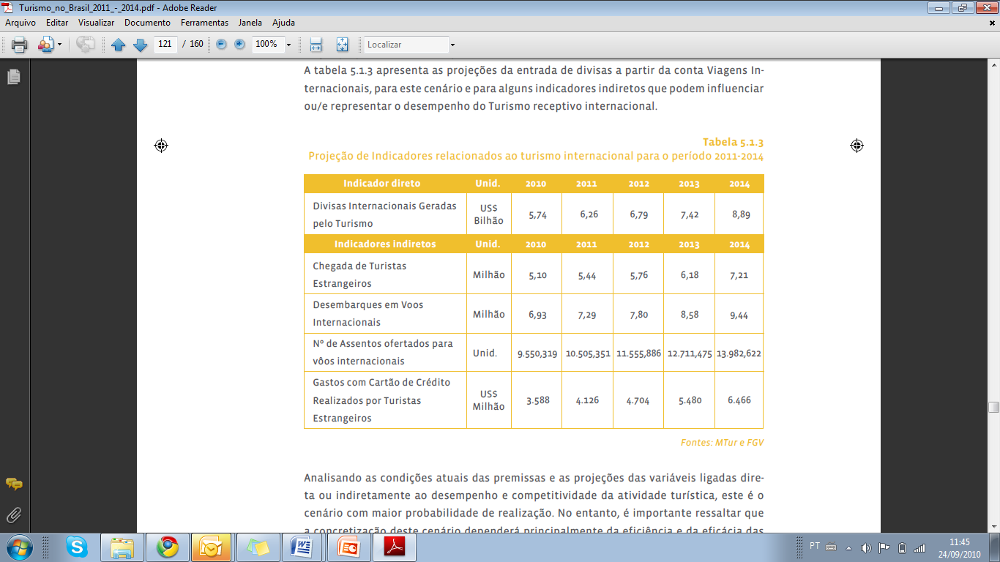 Turismo_no_Brasil_2011_-_2014.pdf - Adobe Reader
Arquivo Editar Visualizar Documento Ferramentas Janela Ajuda
121 / 160 100% Localizar
A tabela 5.1.3 apresenta as projeções da entrada de divisas a partir da conta Viagens In-
ternacionais, para este cenário e para alguns indicadores indiretos que podem influenciar
ou/e representar o desempenho do Turismo receptivo internacional.
Tabela 5.1.3
Projeção de Indicadores relacionados ao turismo internacional para o período 2011-2014
Indicador direto Unid. 2010 2011 2012 2013 2014
Divisas Internacionais Geradas
pelo Turismo
US$
Bilhão
5,74 6,26 6,79 7,42 8,89
Indicadores indiretos Unid. 2010 2011 2012 2013 2014
Chegada de Turistas
Estrangeiros
Milhão 5,10 5,44 5,76 6,18 7,21
Desembarques em Voos
Internacionais
Milhão 6,93 7,29 7,80 8,58 9,44
Nº de Assentos ofertados para
vôos internacionais
Unid. 9.550,319 10.505,351 11.555,886 12.711,475 13.982,622
Gastos com Cartão de Crédito
Realizados por Turistas
Estrangeiros
US$
Milhão
3.588 4.126 4.704 5.480 6.466
Fontes: MTur e FGV
Analisando as condições atuais das premissas e as projeções das variáveis ligadas dire-
ta ou indiretamente ao desempenho e competitividade da atividade turística, este é o
cenário com maior probabilidade de realização. No entanto, é importante ressaltar que
a concretização deste cenário dependerá principalmente da eficiência e da eficácia das
PT
11:45
24/09/2010